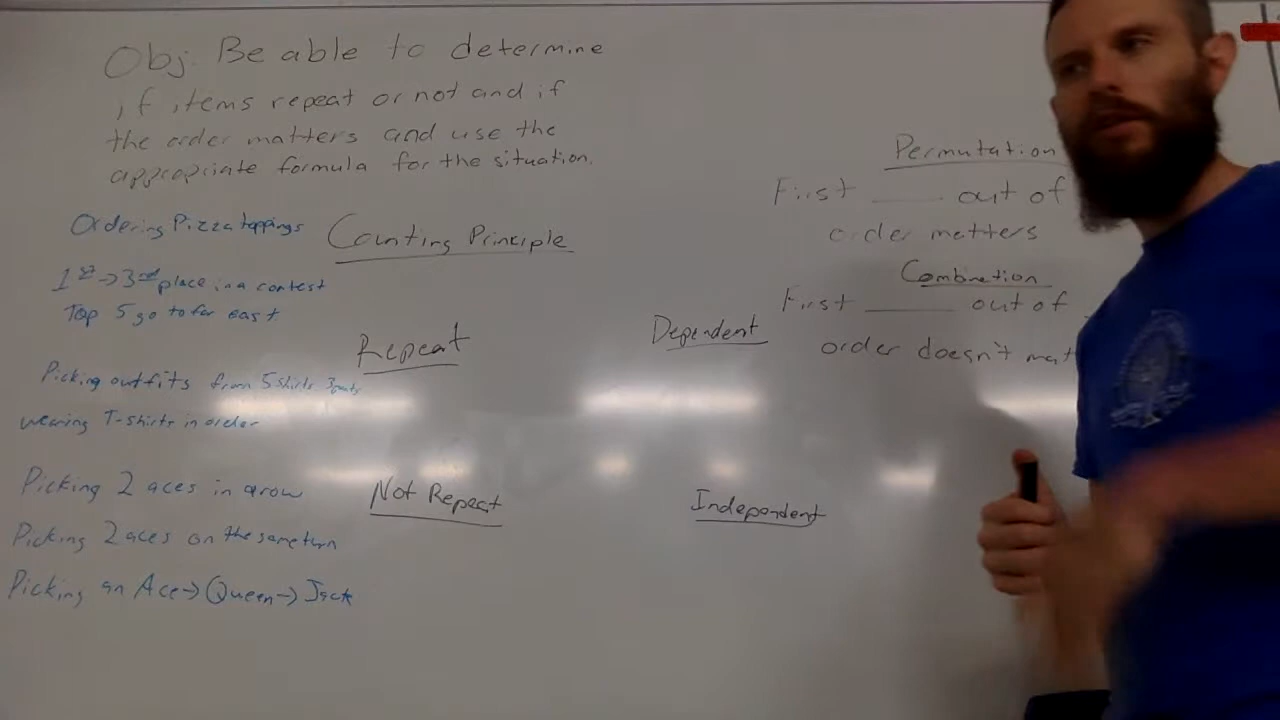 Obj: Be able to determine
if items repeat or not and if
the order matters and use the
appropriate formula for the situation.
Ordering Pizza toppings
Counting Principle
1st → 3rd place in a contest
Top 5 go to far east
Repeat
Picking outfits from 5 shirts 3 pants
wearing T-shirts in order
Picking 2 aces in a row
Not Repeat
Picking 2 aces on the same turn
Picking an Ace → Queen → Jack
Dependent
Independent
Permutation
First ____ out of
order matters
Combination
First ____ out of
order doesn't mat